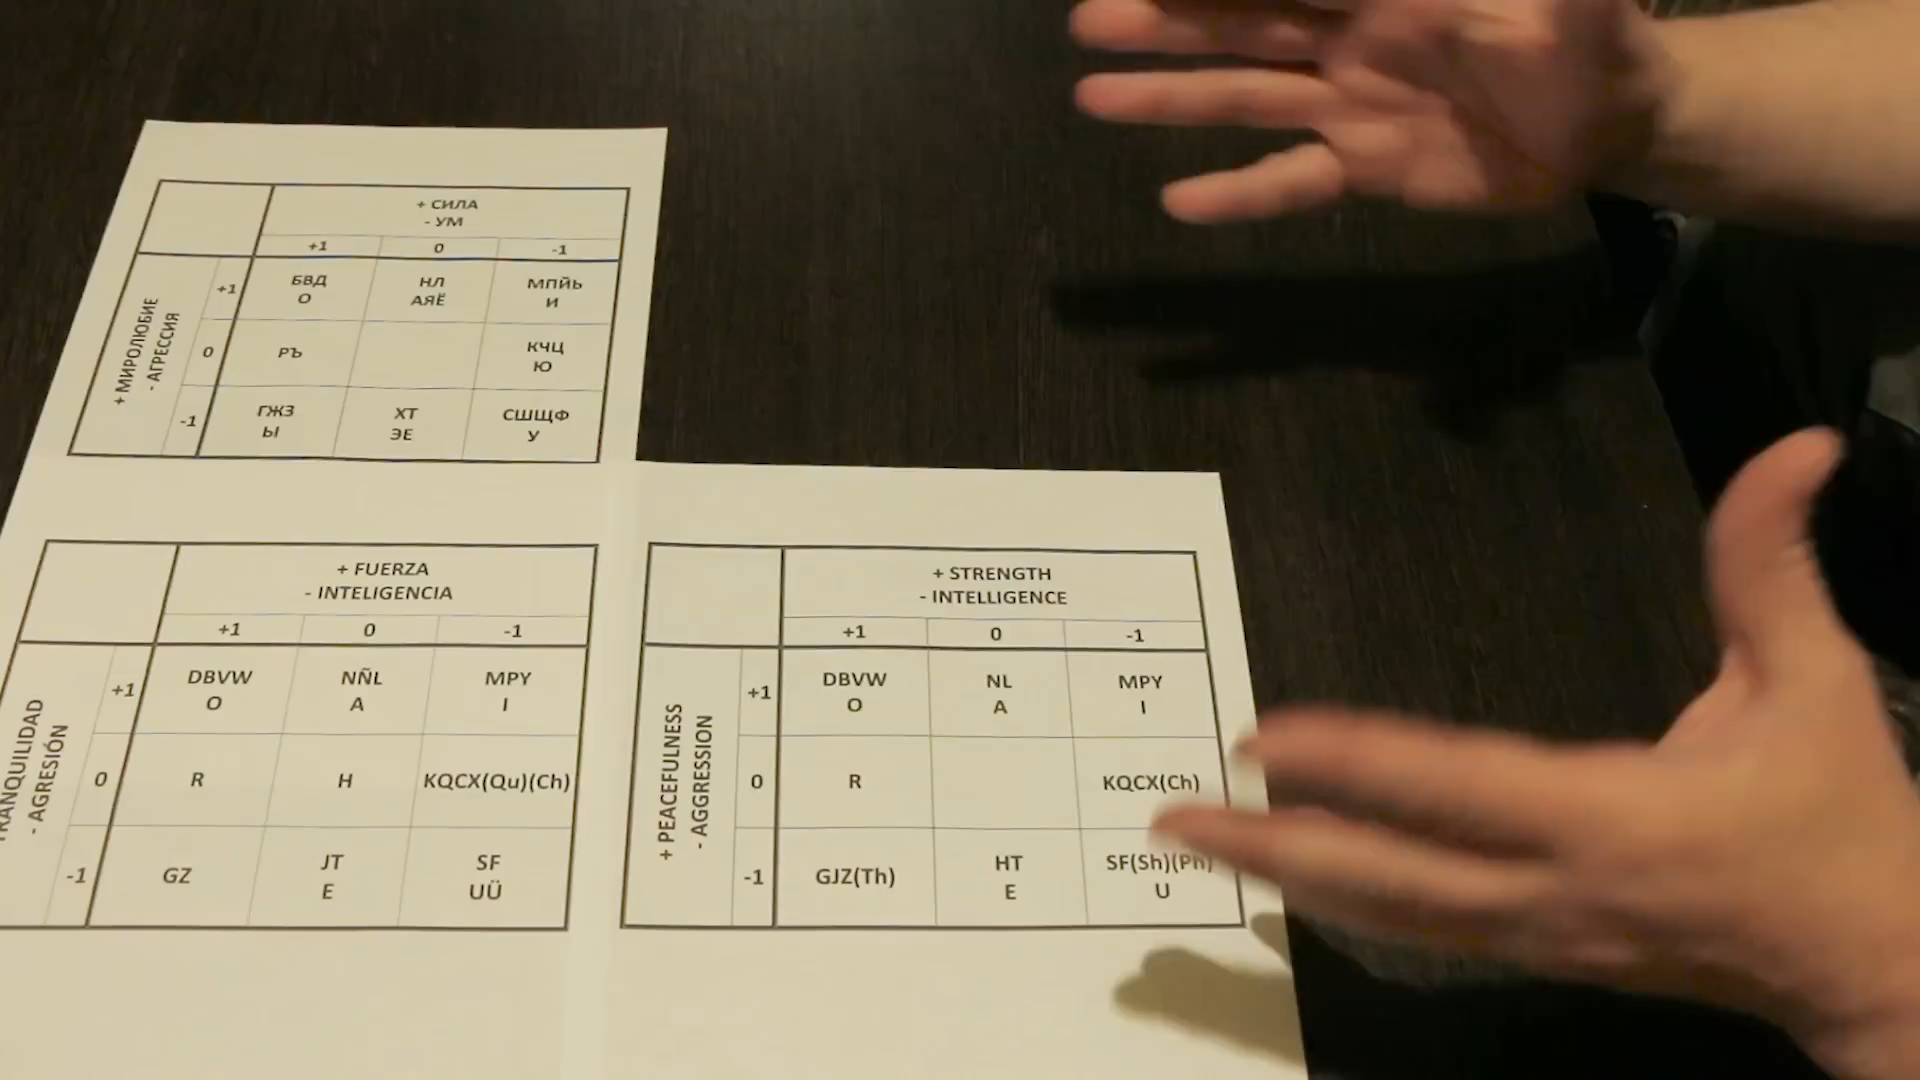 + СИЛА
- УМ
+1 0 -1
+ МИРОЛЮБИЕ
- АГРЕССИЯ
+1 БВД НЛ МПЙЬ
О АЯЁ И
0 РЪ КЧЦ
Ю
-1 ГЖЗ ХТ СШЩФ
Ы ЭЕ У
+ FUERZA
- INTELIGENCIA
+1 0 -1
- AGRESIÓN
+1 DBVW NÑL MPY
O A I
0 R H KQCX(Qu)(Ch)
-1 GZ JT SF
E UÜ
+ STRENGTH
- INTELLIGENCE
+1 0 -1
+ PEACEFULNESS
- AGGRESSION
+1 DBVW NL MPY
O A I
0 R KQCX(Ch)
-1 GJZ(Th) HT SF(Sh)(Ph)
E U